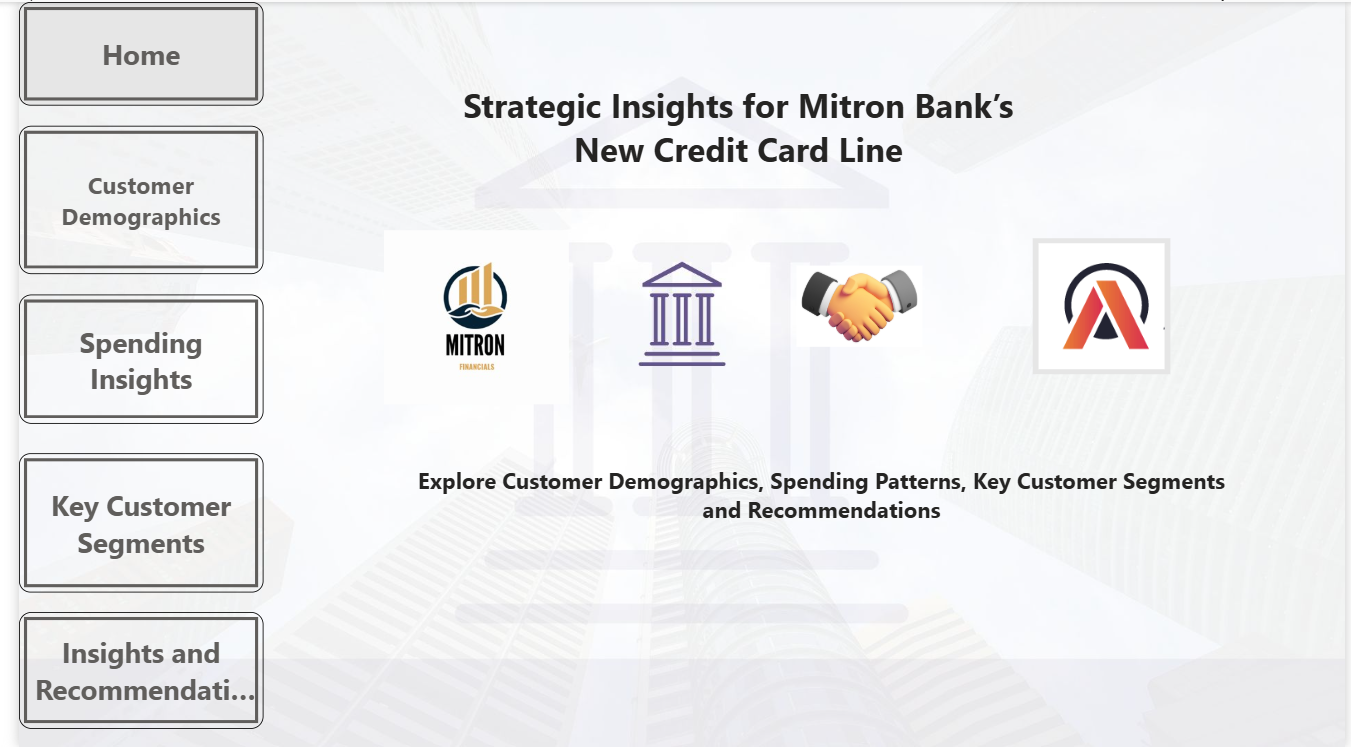 Home
Customer
Demographics
Spending
Insights
Key Customer
Segments
Insights and
Recommendati...
Strategic Insights for Mitron Bank’s
New Credit Card Line
MITRON
FINANCIALS
Explore Customer Demographics, Spending Patterns, Key Customer Segments
and Recommendations